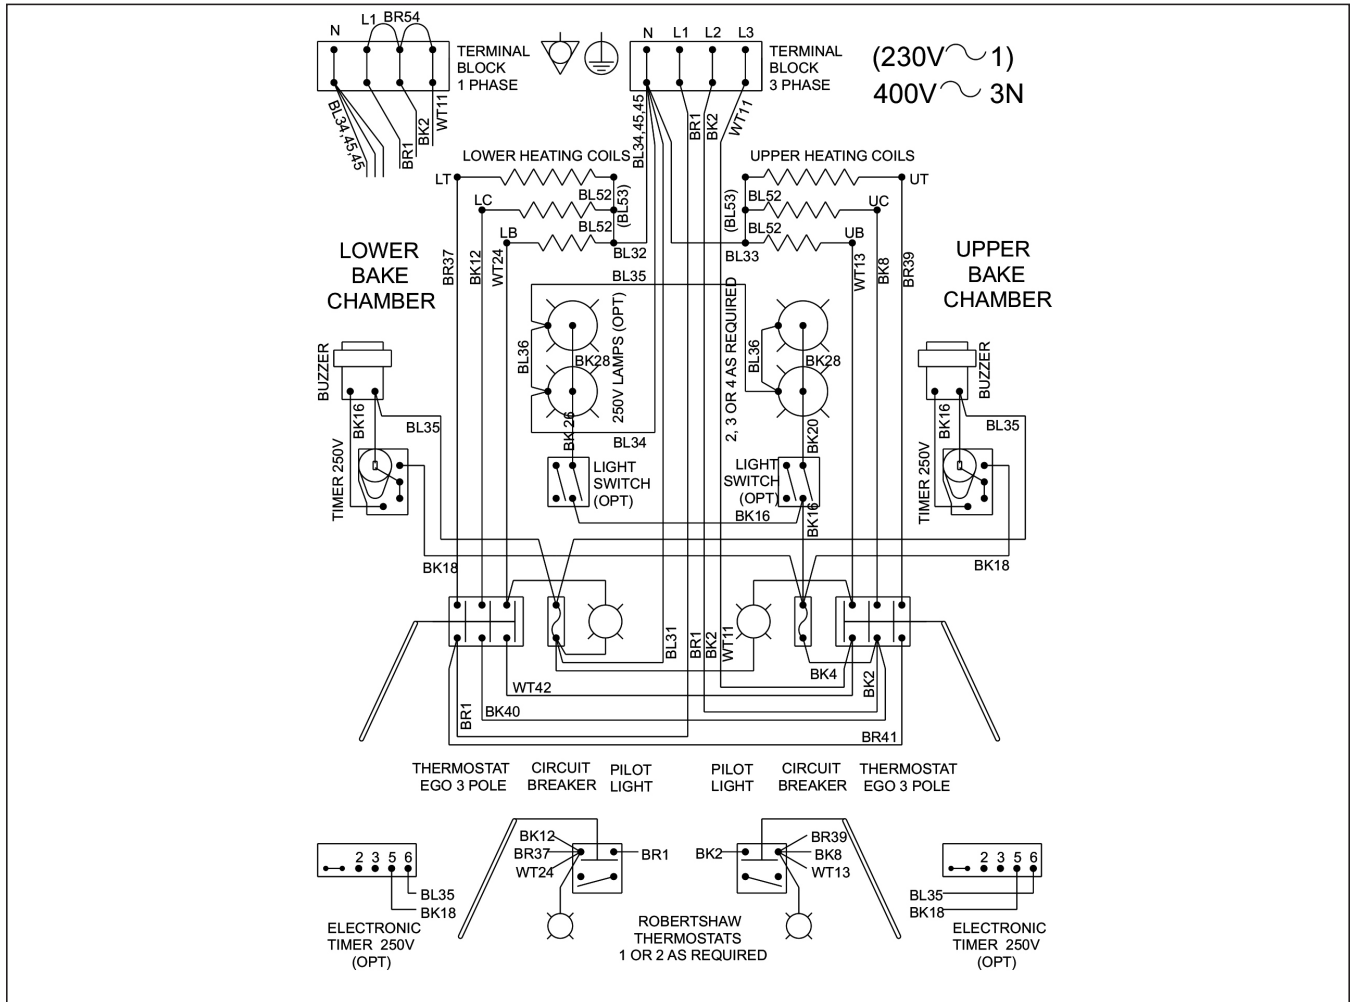 L1 BR54
N
TERMINAL
BLOCK
1 PHASE
BL34,45,45
BR1
BK2
WT11
N L1 L2 L3
TERMINAL
BLOCK
3 PHASE
(230V 1)
400V 3N
BL34,45,45
BR1
BK2
WT11
LOWER HEATING COILS
UPPER HEATING COILS
LT
LC
LB
BL52
BL52
(BL53)
BL32
UT
UC
UB
BL52
BL52
(BL53)
BL33
LOWER
BAKE
CHAMBER
UPPER
BAKE
CHAMBER
BR37
BK12
WT24
WT13
BK8
BR39
BL35
BL36
BK28
250V LAMPS (OPT)
BK 26
BL34
2, 3 OR 4 AS REQUIRED
BL36
BK28
BK20
BUZZER
BK16
BL35
TIMER 250V
BUZZER
BK16
BL35
TIMER 250V
LIGHT
SWITCH
(OPT)
LIGHT
SWITCH
(OPT)
BK16
BK16
BK18
BK18
BL31
BR1
BK2
WT11
WT42
BK4
BK2
BR1
BK40
BR41
THERMOSTAT
EGO 3 POLE
CIRCUIT
BREAKER
PILOT
LIGHT
PILOT
LIGHT
CIRCUIT
BREAKER
THERMOSTAT
EGO 3 POLE
2 3 5 6
BL35
BK18
ELECTRONIC
TIMER 250V
(OPT)
BK12
BR37
WT24
BR1
BK2
BR39
BK8
WT13
ROBERTSHAW
THERMOSTATS
1 OR 2 AS REQUIRED
2 3 5 6
BL35
BK18
ELECTRONIC
TIMER 250V
(OPT)